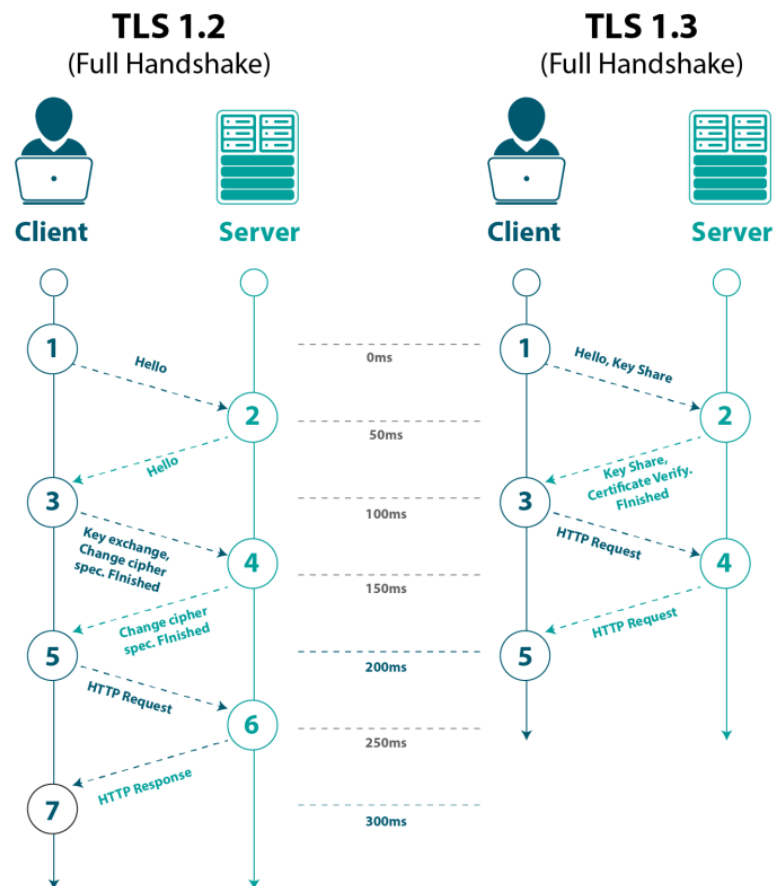 TLS 1.2
(Full Handshake)
TLS 1.3
(Full Handshake)
Client
Server
Client
Server
1
Hello
2
Hello
3
Key exchange,
Change cipher
spec. FInished
4
Change cipher
spec. FInished
5
HTTP Request
6
HTTP Response
7
0ms
50ms
100ms
150ms
200ms
250ms
300ms
1
Hello, Key Share
2
Key Share,
Certificate Verify.
FInished
3
HTTP Request
4
HTTP Request
5